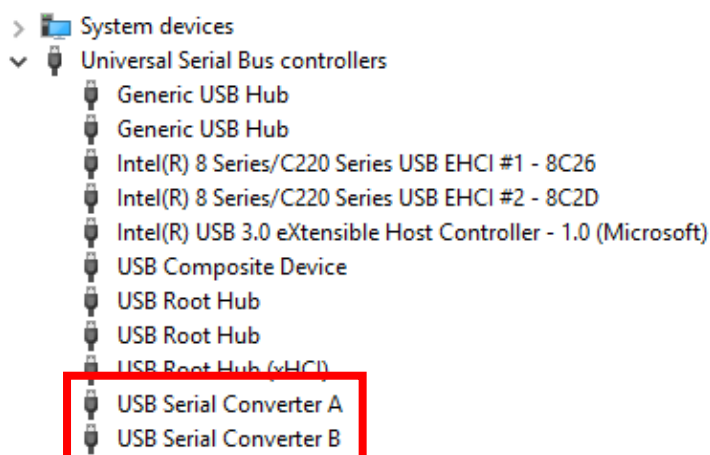 System devices
Universal Serial Bus controllers
Generic USB Hub
Generic USB Hub
Intel(R) 8 Series/C220 Series USB EHCI #1 - 8C26
Intel(R) 8 Series/C220 Series USB EHCI #2 - 8C2D
Intel(R) USB 3.0 eXtensible Host Controller - 1.0 (Microsoft)
USB Composite Device
USB Root Hub
USB Root Hub
USB Root Hub (xHCI)
USB Serial Converter A
USB Serial Converter B